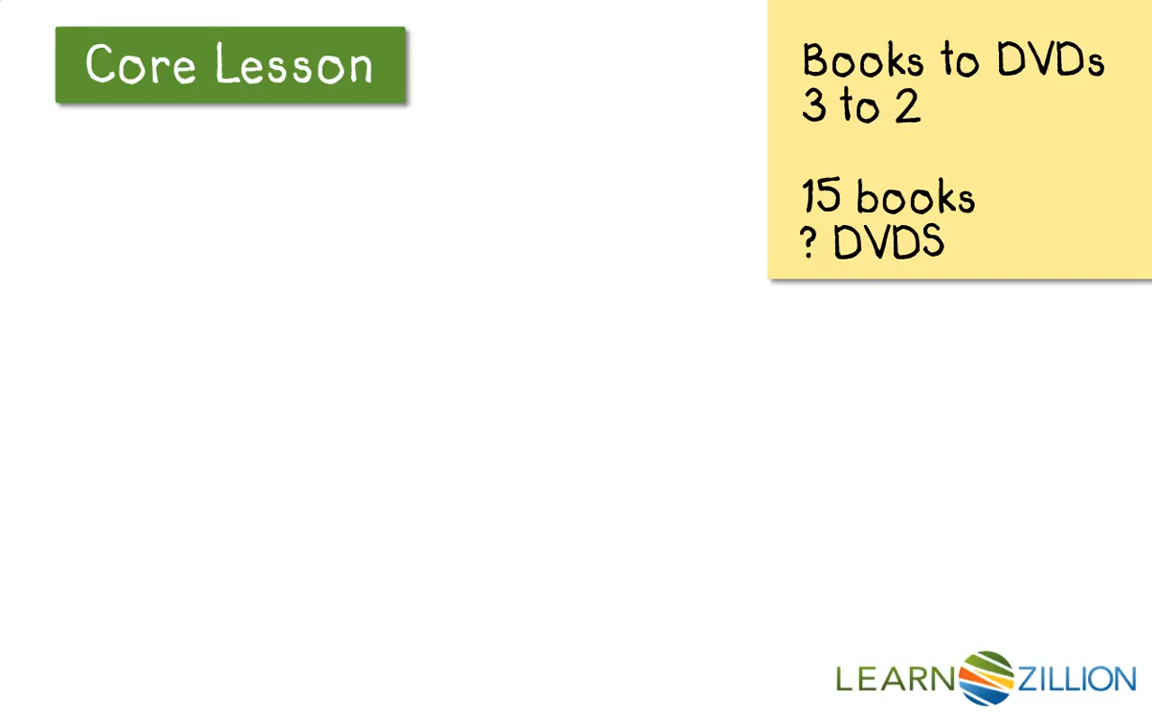 Core Lesson
Books to DVDs
3 to 2
15 books
? DVDS
LEARNZILLION